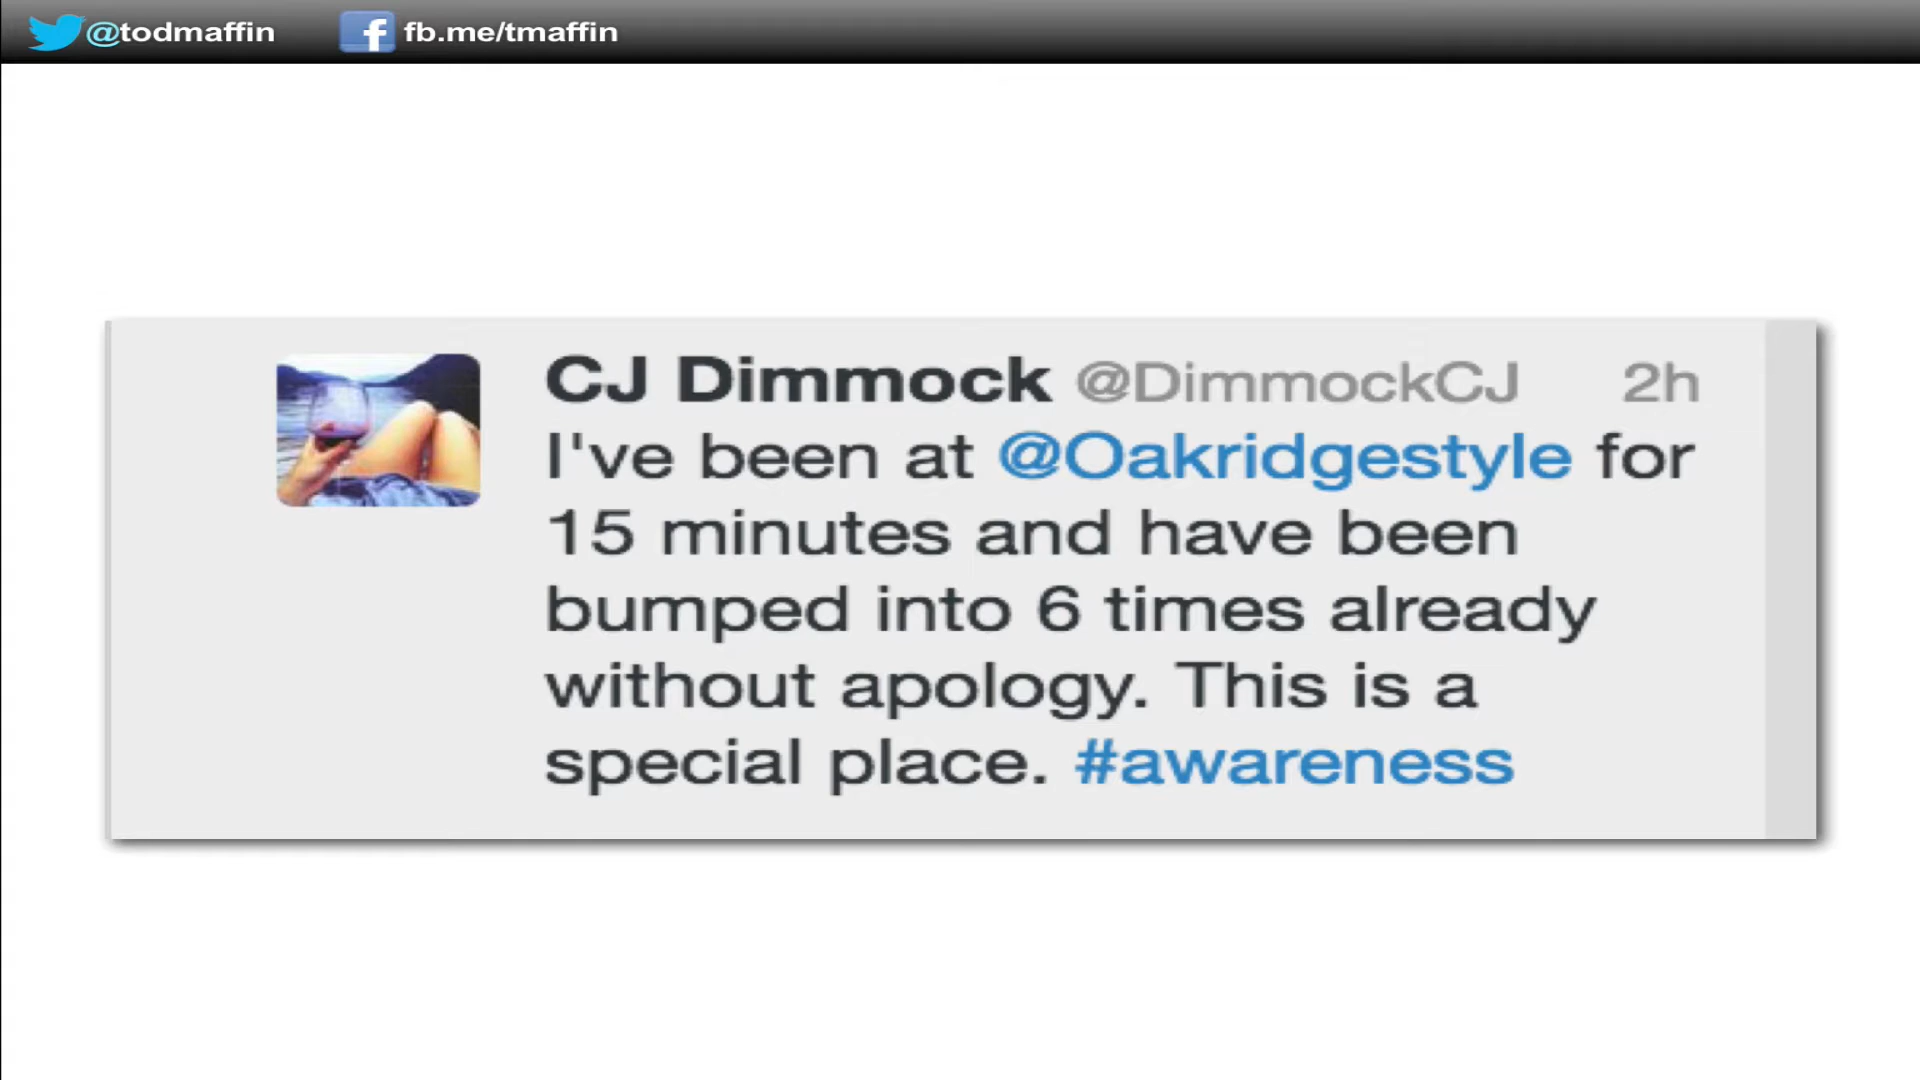 @todmaffin fb.me/tmaffin
CJ Dimmock @DimmockCJ 2h
I've been at @Oakridgestyle for
15 minutes and have been
bumped into 6 times already
without apology. This is a
special place. #awareness